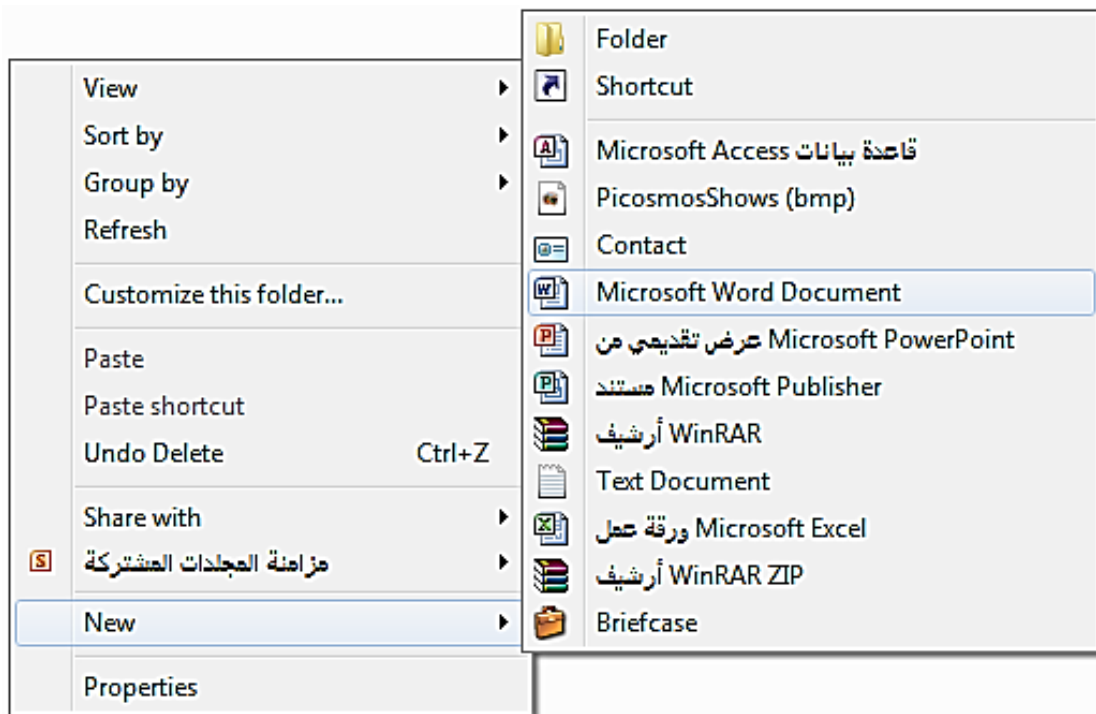 View
Sort by
Group by
Refresh
Customize this folder...
Paste
Paste shortcut
Undo Delete Ctrl+Z
Share with
مزامنة المجلدات المشتركة
New
Properties
Folder
Shortcut
قاعدة بيانات Microsoft Access
PicosmosShows (bmp)
Contact
Microsoft Word Document
عرض تقديمي من Microsoft PowerPoint
مستند Microsoft Publisher
أرشيف WinRAR
Text Document
ورقة عمل Microsoft Excel
أرشيف WinRAR ZIP
Briefcase